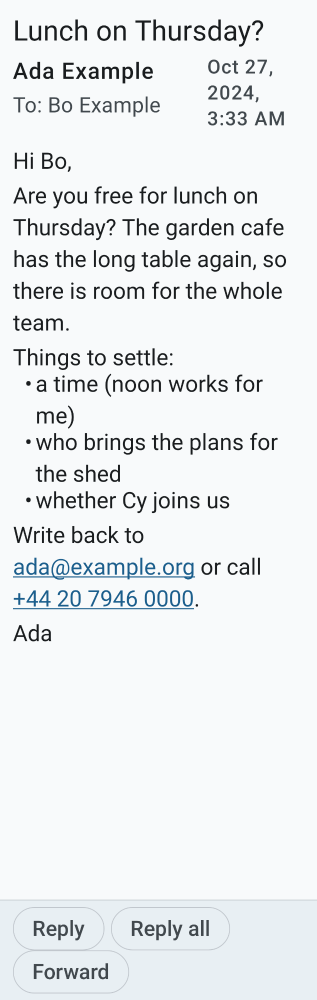 Lunch on Thursday?
Ada Example
Oct 27,
2024,
3:33 AM
To: Bo Example
Hi Bo,
Are you free for lunch on
Thursday? The garden cafe
has the long table again, so
there is room for the whole
team.
Things to settle:
• a time (noon works for
me)
• who brings the plans for
the shed
• whether Cy joins us
Write back to
ada@example.org or call
+44 20 7946 0000.
Ada
Reply
Reply all
Forward